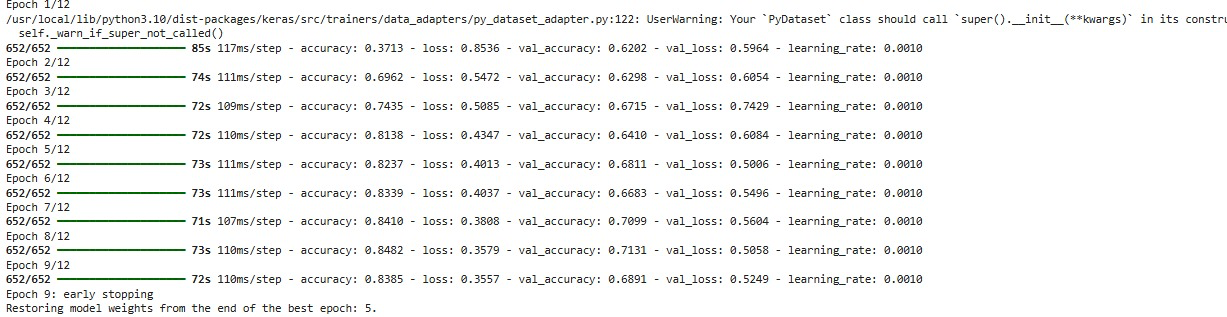 Epoch 1/12
/usr/local/lib/python3.10/dist-packages/keras/src/trainers/data_adapters/py_dataset_adapter.py:122: UserWarning: Your `PyDataset` class should call `super().__init__(**kwargs)` in its constru
self._warn_if_super_not_called()
652/652 85s 117ms/step - accuracy: 0.3713 - loss: 0.8536 - val_accuracy: 0.6202 - val_loss: 0.5964 - learning_rate: 0.0010
Epoch 2/12
652/652 74s 111ms/step - accuracy: 0.6962 - loss: 0.5472 - val_accuracy: 0.6298 - val_loss: 0.6054 - learning_rate: 0.0010
Epoch 3/12
652/652 72s 109ms/step - accuracy: 0.7435 - loss: 0.5085 - val_accuracy: 0.6715 - val_loss: 0.7429 - learning_rate: 0.0010
Epoch 4/12
652/652 72s 110ms/step - accuracy: 0.8138 - loss: 0.4347 - val_accuracy: 0.6410 - val_loss: 0.6084 - learning_rate: 0.0010
Epoch 5/12
652/652 73s 111ms/step - accuracy: 0.8237 - loss: 0.4013 - val_accuracy: 0.6811 - val_loss: 0.5006 - learning_rate: 0.0010
Epoch 6/12
652/652 73s 111ms/step - accuracy: 0.8339 - loss: 0.4037 - val_accuracy: 0.6683 - val_loss: 0.5496 - learning_rate: 0.0010
Epoch 7/12
652/652 71s 107ms/step - accuracy: 0.8410 - loss: 0.3808 - val_accuracy: 0.7099 - val_loss: 0.5604 - learning_rate: 0.0010
Epoch 8/12
652/652 73s 110ms/step - accuracy: 0.8482 - loss: 0.3579 - val_accuracy: 0.7131 - val_loss: 0.5058 - learning_rate: 0.0010
Epoch 9/12
652/652 72s 110ms/step - accuracy: 0.8385 - loss: 0.3557 - val_accuracy: 0.6891 - val_loss: 0.5249 - learning_rate: 0.0010
Epoch 9: early stopping
Restoring model weights from the end of the best epoch: 5.